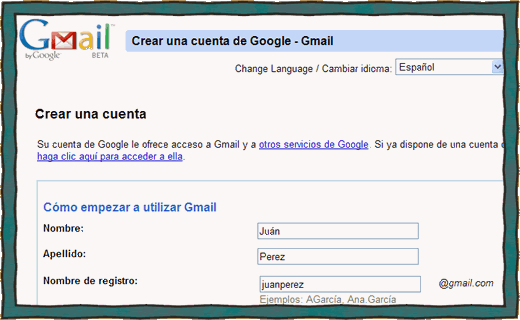 Gmail
by Google BETA
Crear una cuenta de Google - Gmail
Change Language / Cambiar idioma: Español
Crear una cuenta
Su cuenta de Google le ofrece acceso a Gmail y a otros servicios de Google. Si ya dispone de una cuenta
haga clic aquí para acceder a ella.
Cómo empezar a utilizar Gmail
Nombre: Juán
Apellido: Perez
Nombre de registro: juanperez @gmail.com
Ejemplos: AGarcía, Ana.García